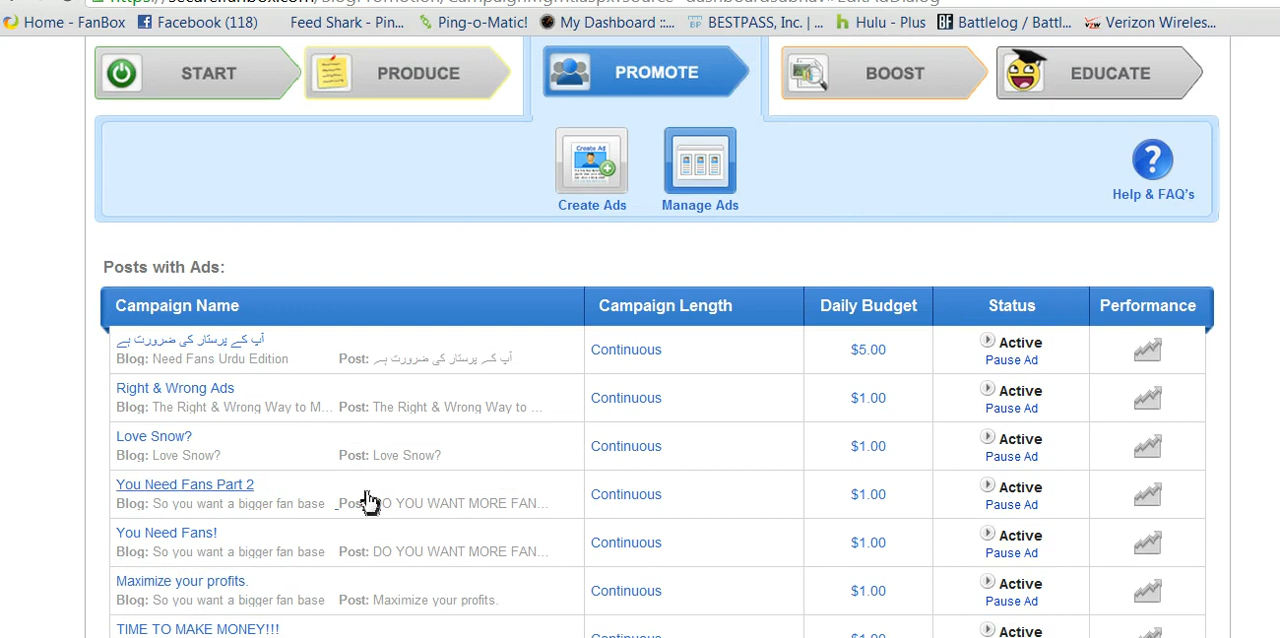 Home - FanBox Facebook (118) Feed Shark - Pin... Ping-o-Matic! My Dashboard ::... BESTPASS, Inc. | ... Hulu - Plus Battlelog / Battl... Verizon Wireless...
START PRODUCE PROMOTE BOOST EDUCATE
Create Ads Manage Ads Help & FAQ's
Posts with Ads:
Campaign Name Campaign Length Daily Budget Status Performance
آپ کے پرستار کی ضرورت ہے
Continuous $5.00 Active
Blog: Need Fans Urdu Edition Post: آپ کے پرستار کی ضرورت ہے Pause Ad
Right & Wrong Ads Continuous $1.00 Active
Blog: The Right & Wrong Way to M... Post: The Right & Wrong Way to ... Pause Ad
Love Snow? Continuous $1.00 Active
Blog: Love Snow? Post: Love Snow? Pause Ad
You Need Fans Part 2 Continuous $1.00 Active
Blog: So you want a bigger fan base DO YOU WANT MORE FAN... Pause Ad
You Need Fans! Continuous $1.00 Active
Blog: So you want a bigger fan base Post: DO YOU WANT MORE FAN... Pause Ad
Maximize your profits. Continuous $1.00 Active
Blog: So you want a bigger fan base Post: Maximize your profits. Pause Ad
TIME TO MAKE MONEY!!! Continuous $1.00 Active